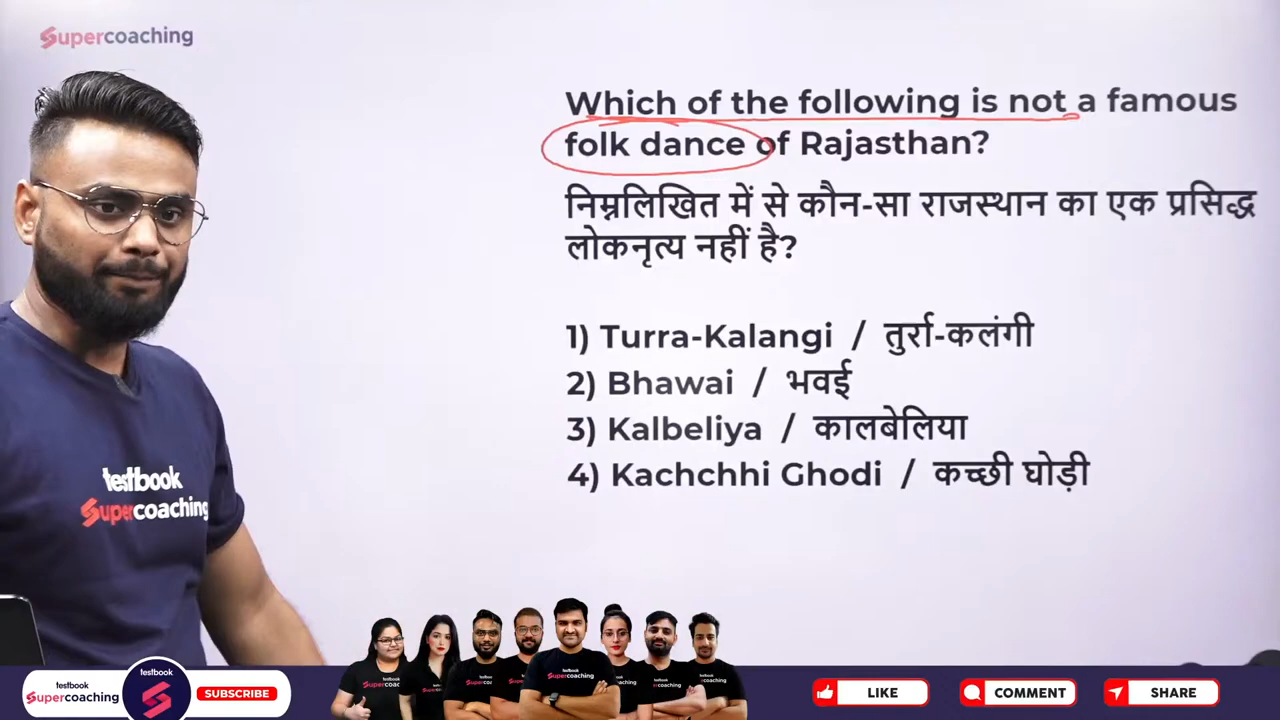 Supercoaching
Which of the following is not a famous
folk dance of Rajasthan?
निम्नलिखित में से कौन-सा राजस्थान का एक प्रसिद्ध
लोकनृत्य नहीं है?
1) Turra-Kalangi / तुर्रा-कलंगी
2) Bhawai / भवई
3) Kalbeliya / कालबेलिया
4) Kachchhi Ghodi / कच्छी घोड़ी
testbook
Supercoaching
testbook
Supercoaching
testbook
SUBSCRIBE
LIKE
COMMENT
SHARE